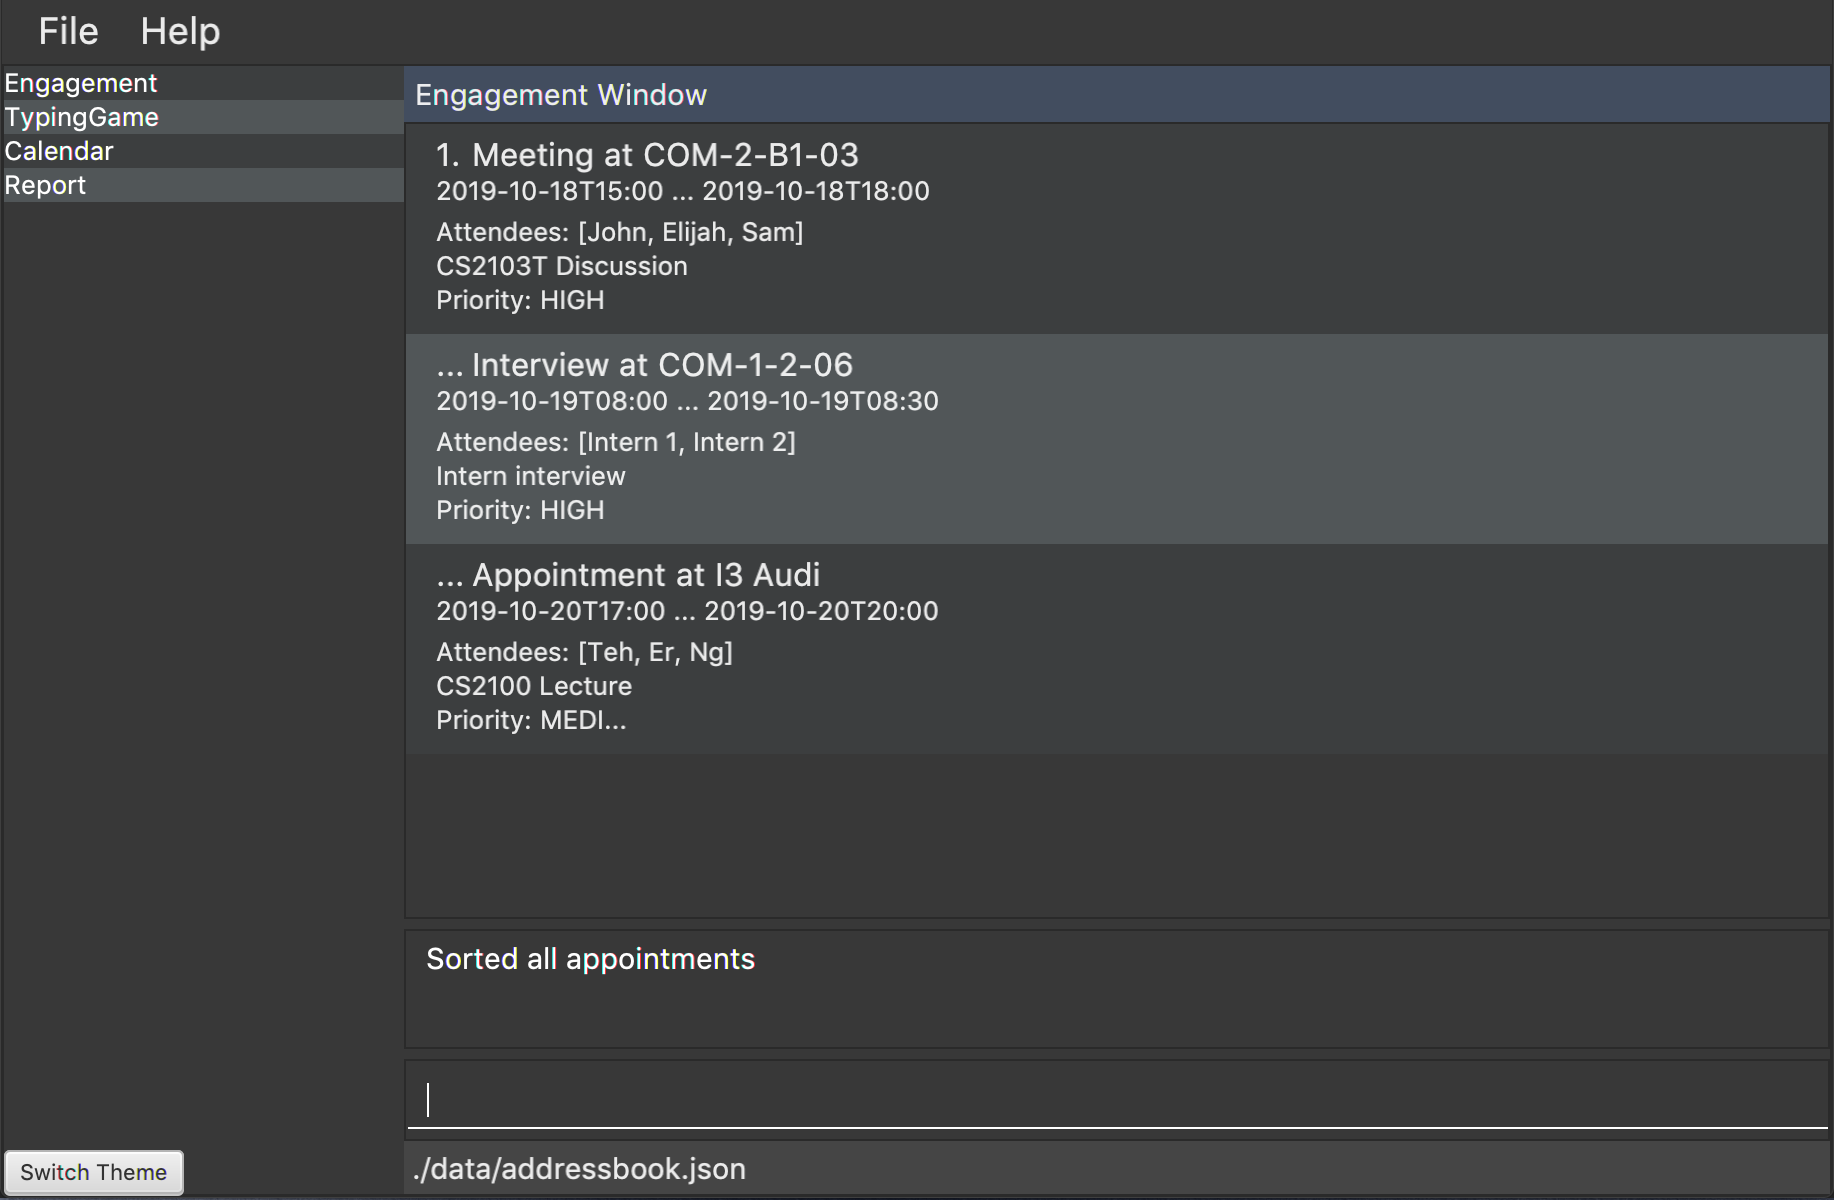 File Help
Engagement
TypingGame
Calendar
Report
Engagement Window
1. Meeting at COM-2-B1-03
2019-10-18T15:00 ... 2019-10-18T18:00
Attendees: [John, Elijah, Sam]
CS2103T Discussion
Priority: HIGH
... Interview at COM-1-2-06
2019-10-19T08:00 ... 2019-10-19T08:30
Attendees: [Intern 1, Intern 2]
Intern interview
Priority: HIGH
... Appointment at I3 Audi
2019-10-20T17:00 ... 2019-10-20T20:00
Attendees: [Teh, Er, Ng]
CS2100 Lecture
Priority: MEDI...
Sorted all appointments
Switch Theme
./data/addressbook.json